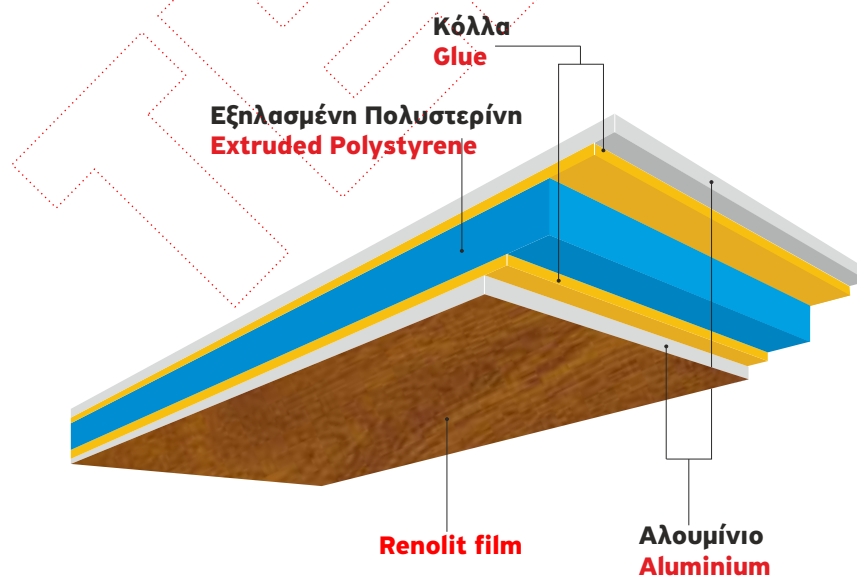 Κόλλα
Glue
Εξηλασμένη Πολυστερίνη
Extruded Polystyrene
Renolit film
Αλουμίνιο
Aluminium